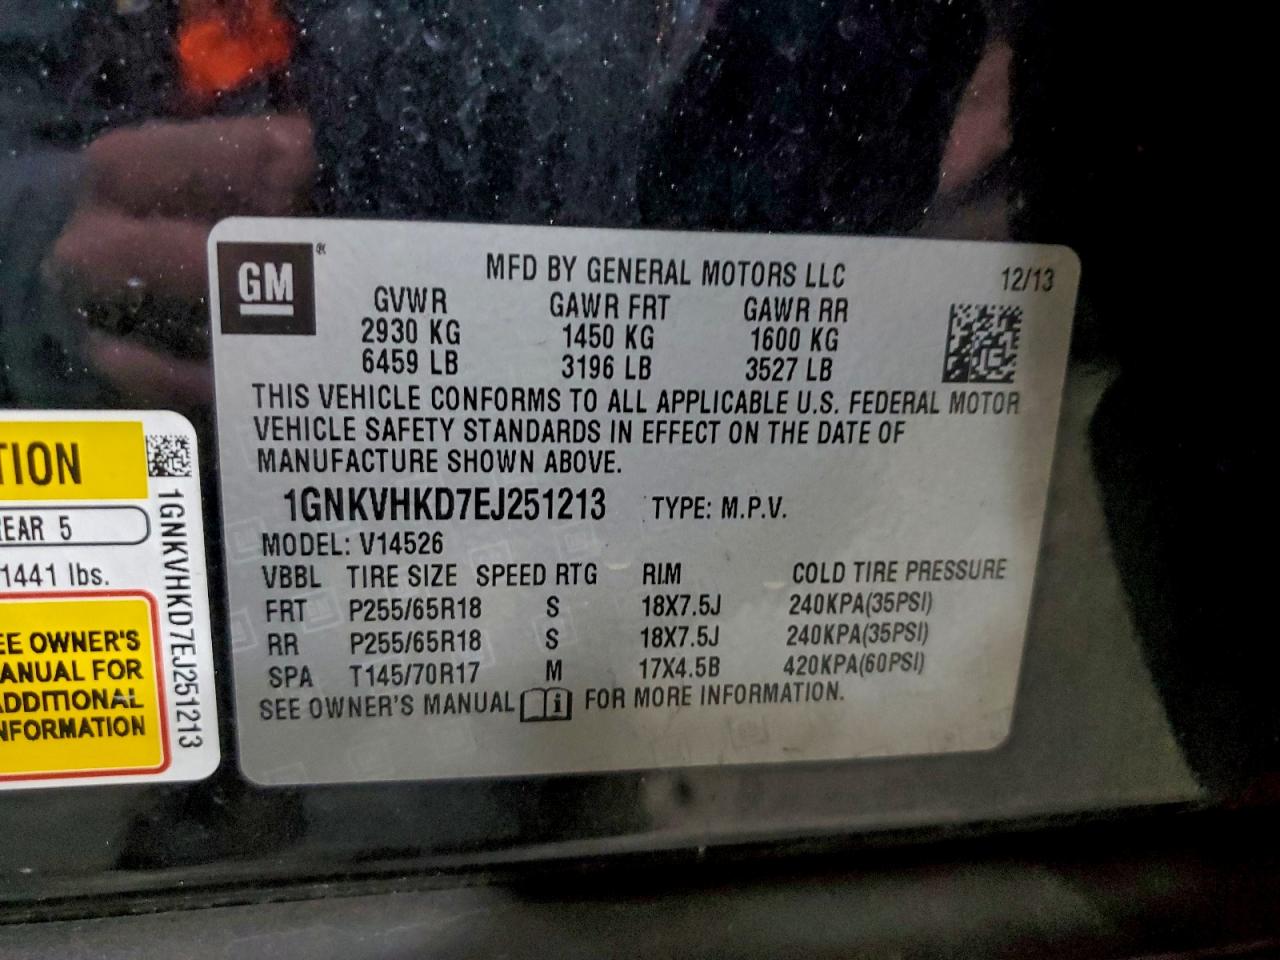 GM®
MFD BY GENERAL MOTORS LLC 12/13
GVWR GAWR FRT GAWR RR
2930 KG 1450 KG 1600 KG
6459 LB 3196 LB 3527 LB
THIS VEHICLE CONFORMS TO ALL APPLICABLE U.S. FEDERAL MOTOR
VEHICLE SAFETY STANDARDS IN EFFECT ON THE DATE OF
MANUFACTURE SHOWN ABOVE.
1GNKVHKD7EJ251213 TYPE: M.P.V.
MODEL: V14526
VBBL TIRE SIZE SPEED RTG RIM COLD TIRE PRESSURE
FRT P255/65R18 S 18X7.5J 240KPA(35PSI)
RR P255/65R18 S 18X7.5J 240KPA(35PSI)
SPA T145/70R17 M 17X4.5B 420KPA(60PSI)
SEE OWNER'S MANUAL i FOR MORE INFORMATION.
TION
EAR 5
1441 lbs.
EE OWNER'S
ANUAL FOR
ADDITIONAL
NFORMATION
1GNKVHKD7EJ251213